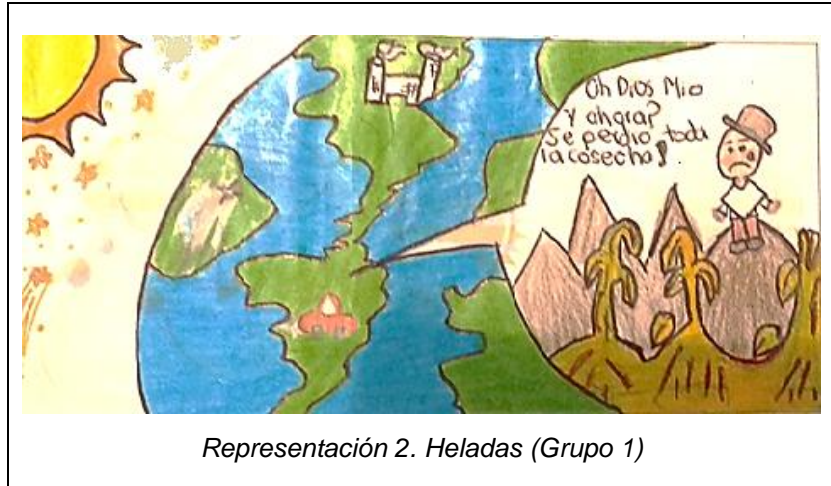 Oh Dios Mio
y ahora?
Se perdio toda
la cosecha!.
Representación 2. Heladas (Grupo 1)